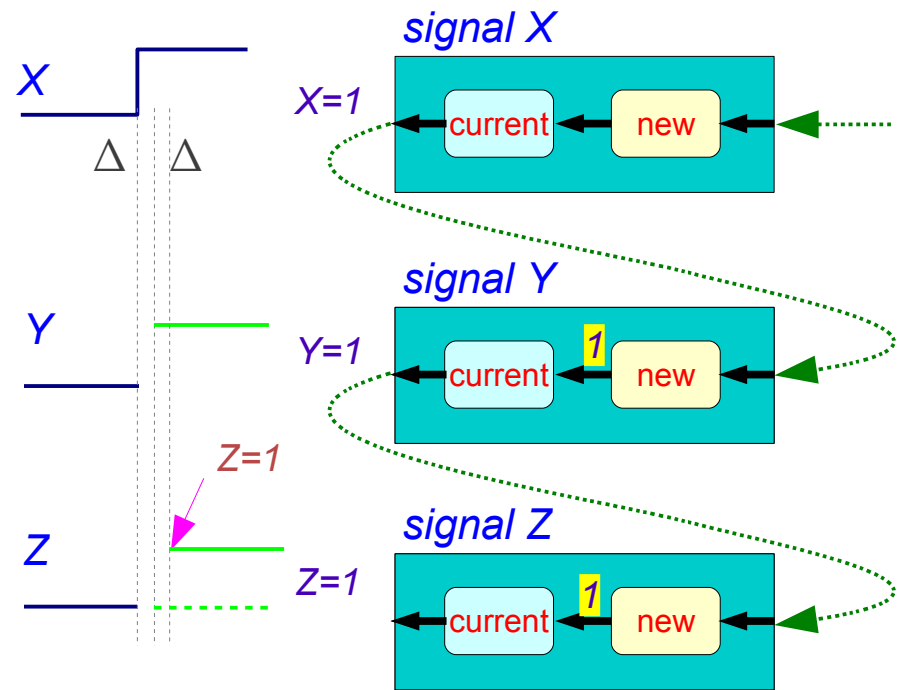 signal X
X
X=1
current
new
Δ
Δ
signal Y
Y
Y=1
current
1
new
Z=1
signal Z
Z
Z=1
current
1
new